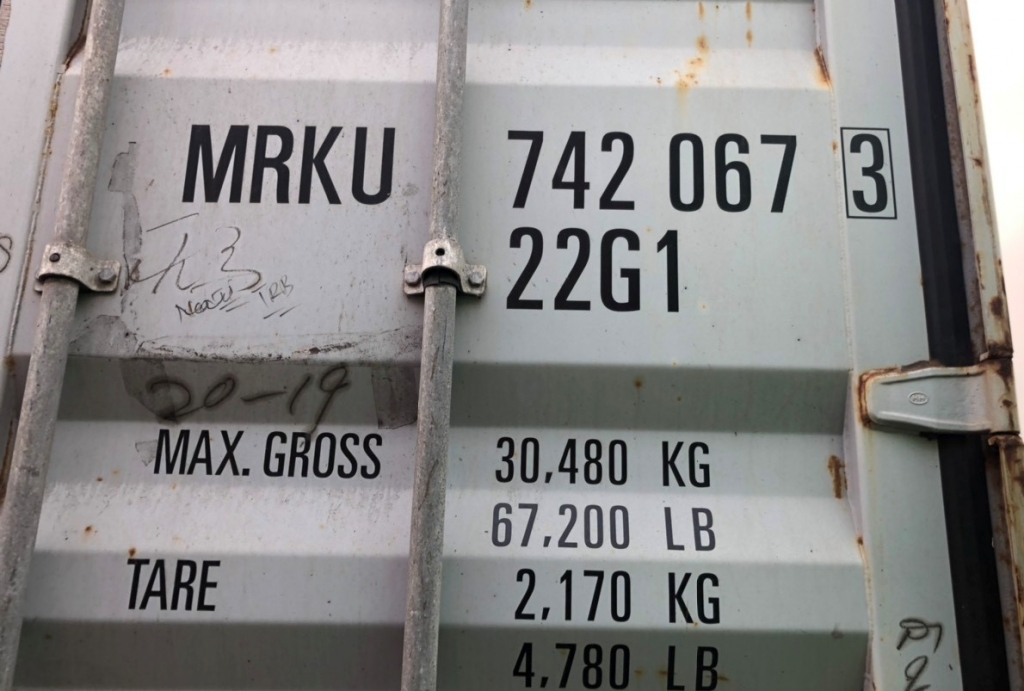 MRKU 742 067 3
22G1
20-19
MAX. GROSS 30,480 KG
67,200 LB
TARE 2,170 KG
4,780 LB